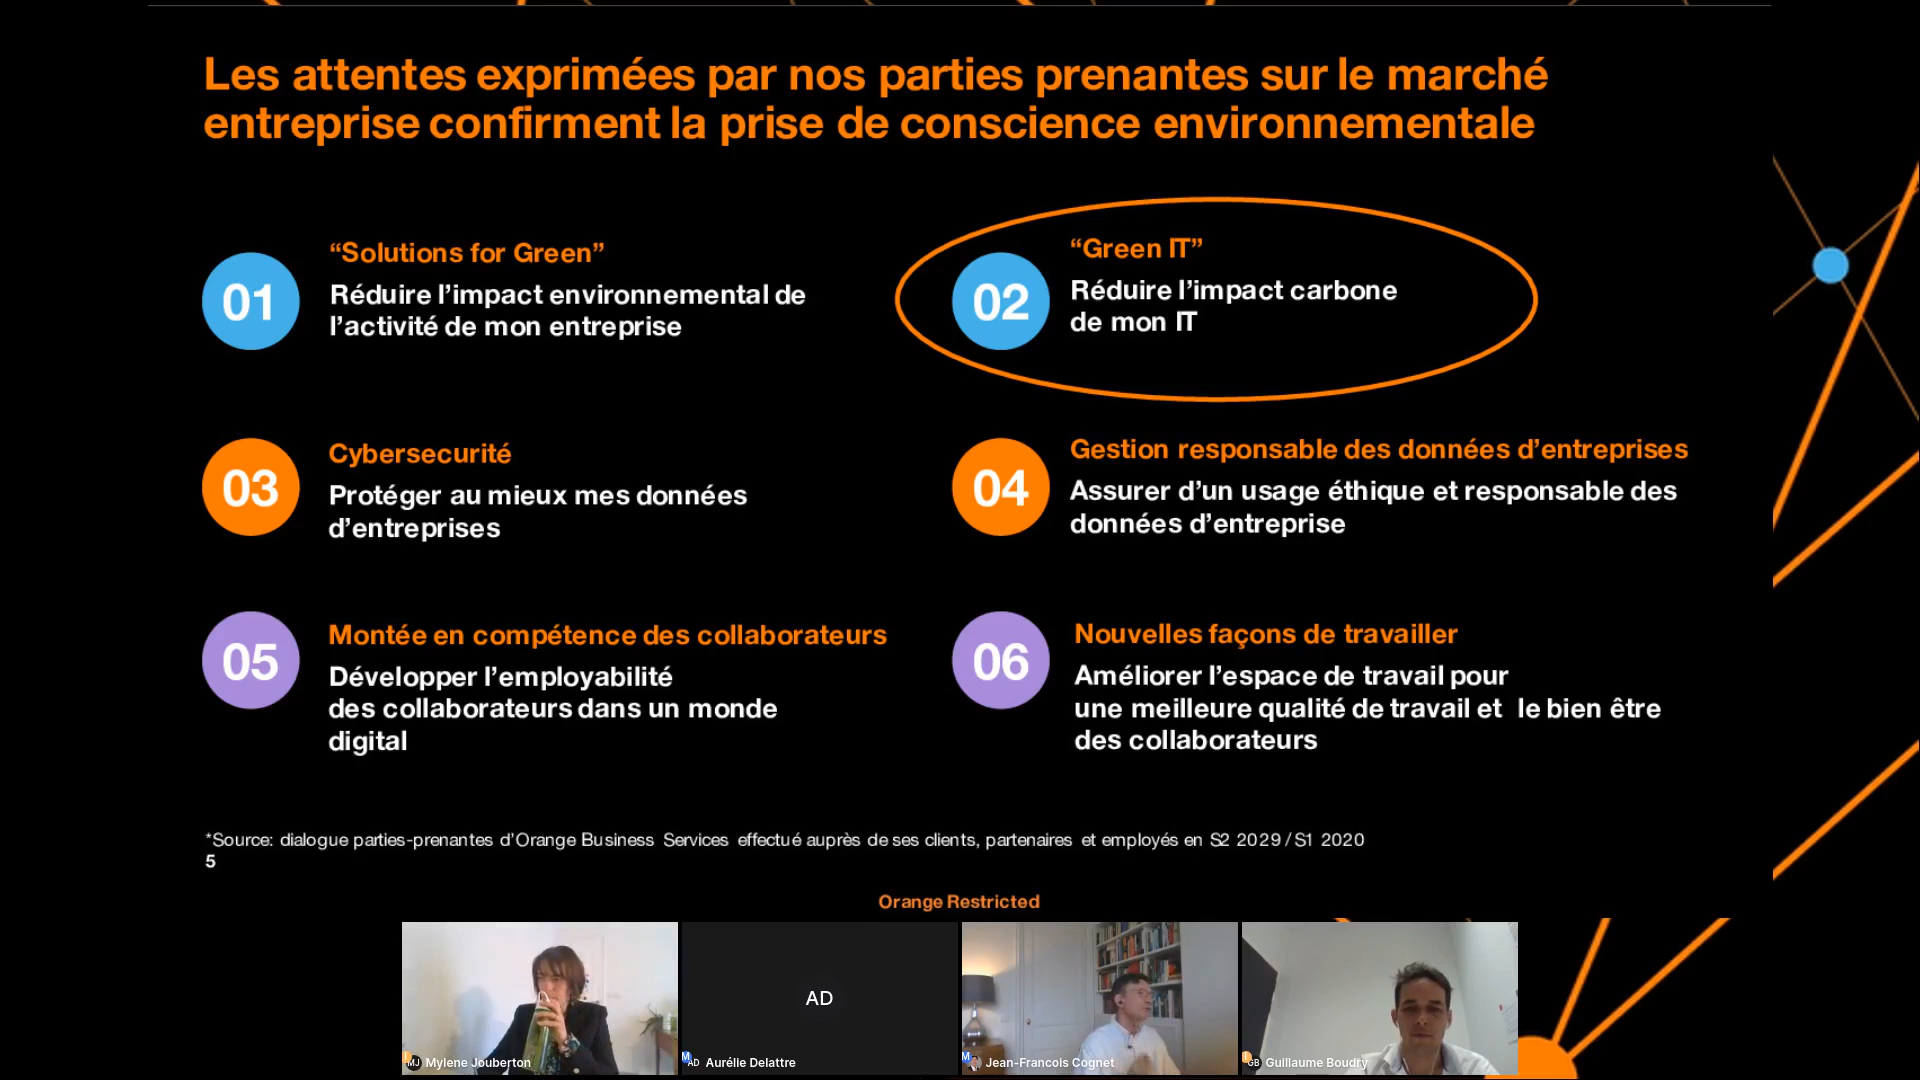 Les attentes exprimées par nos parties prenantes sur le marché
entreprise confirment la prise de conscience environnementale
01
“Solutions for Green”
Réduire l’impact environnemental de
l’activité de mon entreprise
02
“Green IT”
Réduire l’impact carbone
de mon IT
03
Cybersecurité
Protéger au mieux mes données
d’entreprises
04
Gestion responsable des données d’entreprises
Assurer d’un usage éthique et responsable des
données d’entreprise
05
Montée en compétence des collaborateurs
Développer l’employabilité
des collaborateurs dans un monde
digital
06
Nouvelles façons de travailler
Améliorer l’espace de travail pour
une meilleure qualité de travail et le bien être
des collaborateurs
*Source: dialogue parties-prenantes d’Orange Business Services effectué auprès de ses clients, partenaires et employés en S2 2029 / S1 2020
5
Orange Restricted
AD
MJ Mylene Jouberton
M AD Aurélie Delattre
M Jean-Francois Cognet
GB Guillaume Boudry